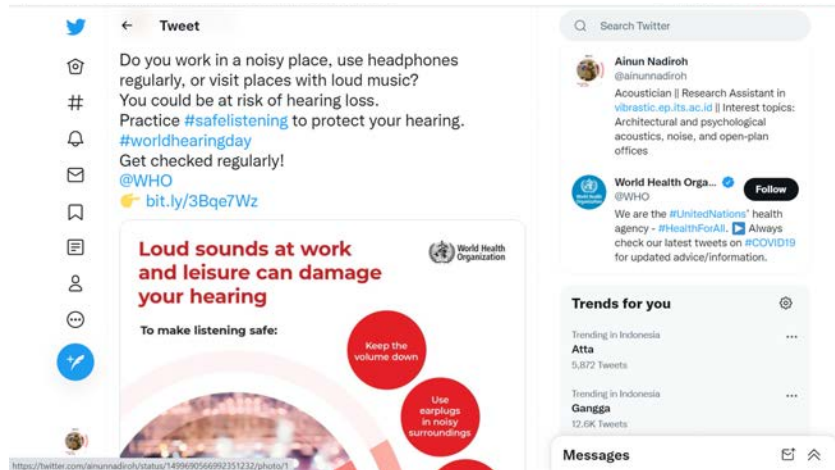 Tweet
Do you work in a noisy place, use headphones
regularly, or visit places with loud music?
You could be at risk of hearing loss.
Practice #safelistening to protect your hearing.
#worldhearingday
Get checked regularly!
@WHO
👉 bit.ly/3Bqe7Wz
Loud sounds at work
and leisure can damage
your hearing
World Health
Organization
To make listening safe:
Keep the
volume down
Use
earplugs
in noisy
surroundings
https://twitter.com/ainunnadiroh/status/1499690566992351232/photo/1
Search Twitter
Ainun Nadiroh
@ainunnadiroh
Acoustician || Research Assistant in
vibrastic.ep.its.ac.id || Interest topics:
Architectural and psychological
acoustics, noise, and open-plan
offices
World Health Orga...
@WHO
Follow
We are the #UnitedNations' health
agency - #HealthForAll. ▶️ Always
check our latest tweets on #COVID19
for updated advice/information.
Trends for you
Trending in Indonesia
Atta
5,872 Tweets
Trending in Indonesia
Gangga
12.6K Tweets
Messages